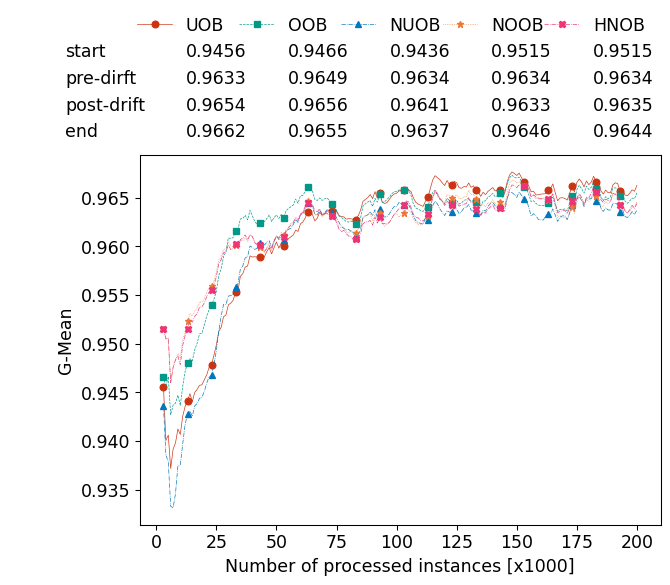 UOB OOB NUOB NOOB HNOB
start 0.9456 0.9466 0.9436 0.9515 0.9515
pre-dirft 0.9633 0.9649 0.9634 0.9634 0.9634
post-drift 0.9654 0.9656 0.9641 0.9633 0.9635
end 0.9662 0.9655 0.9637 0.9646 0.9644
0.965
0.960
0.955
0.950
0.945
0.940
0.935
G-Mean
0 25 50 75 100 125 150 175 200
Number of processed instances [x1000]